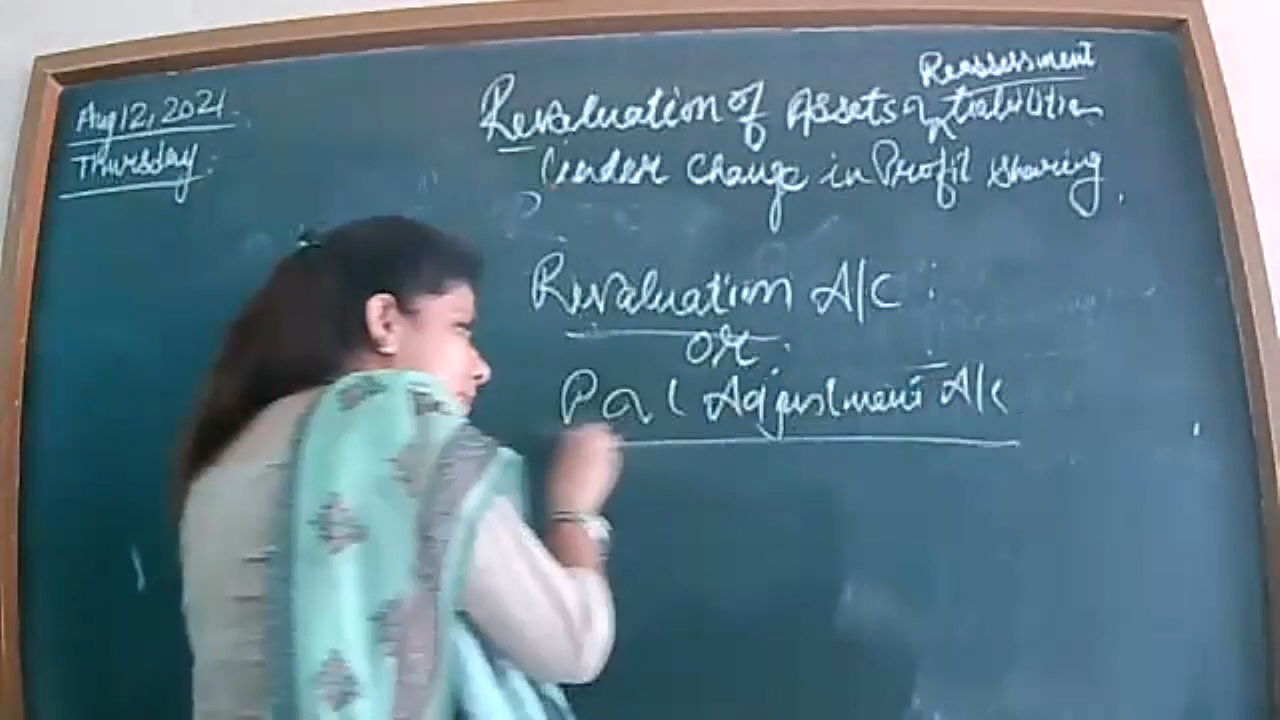 Aug 12, 2021.
Thursday.
Reassessment
Revaluation of Assets & Liabilities
Under Change in Profit Sharing.
Revaluation A/C :
or.
P a L Adjustment A/c